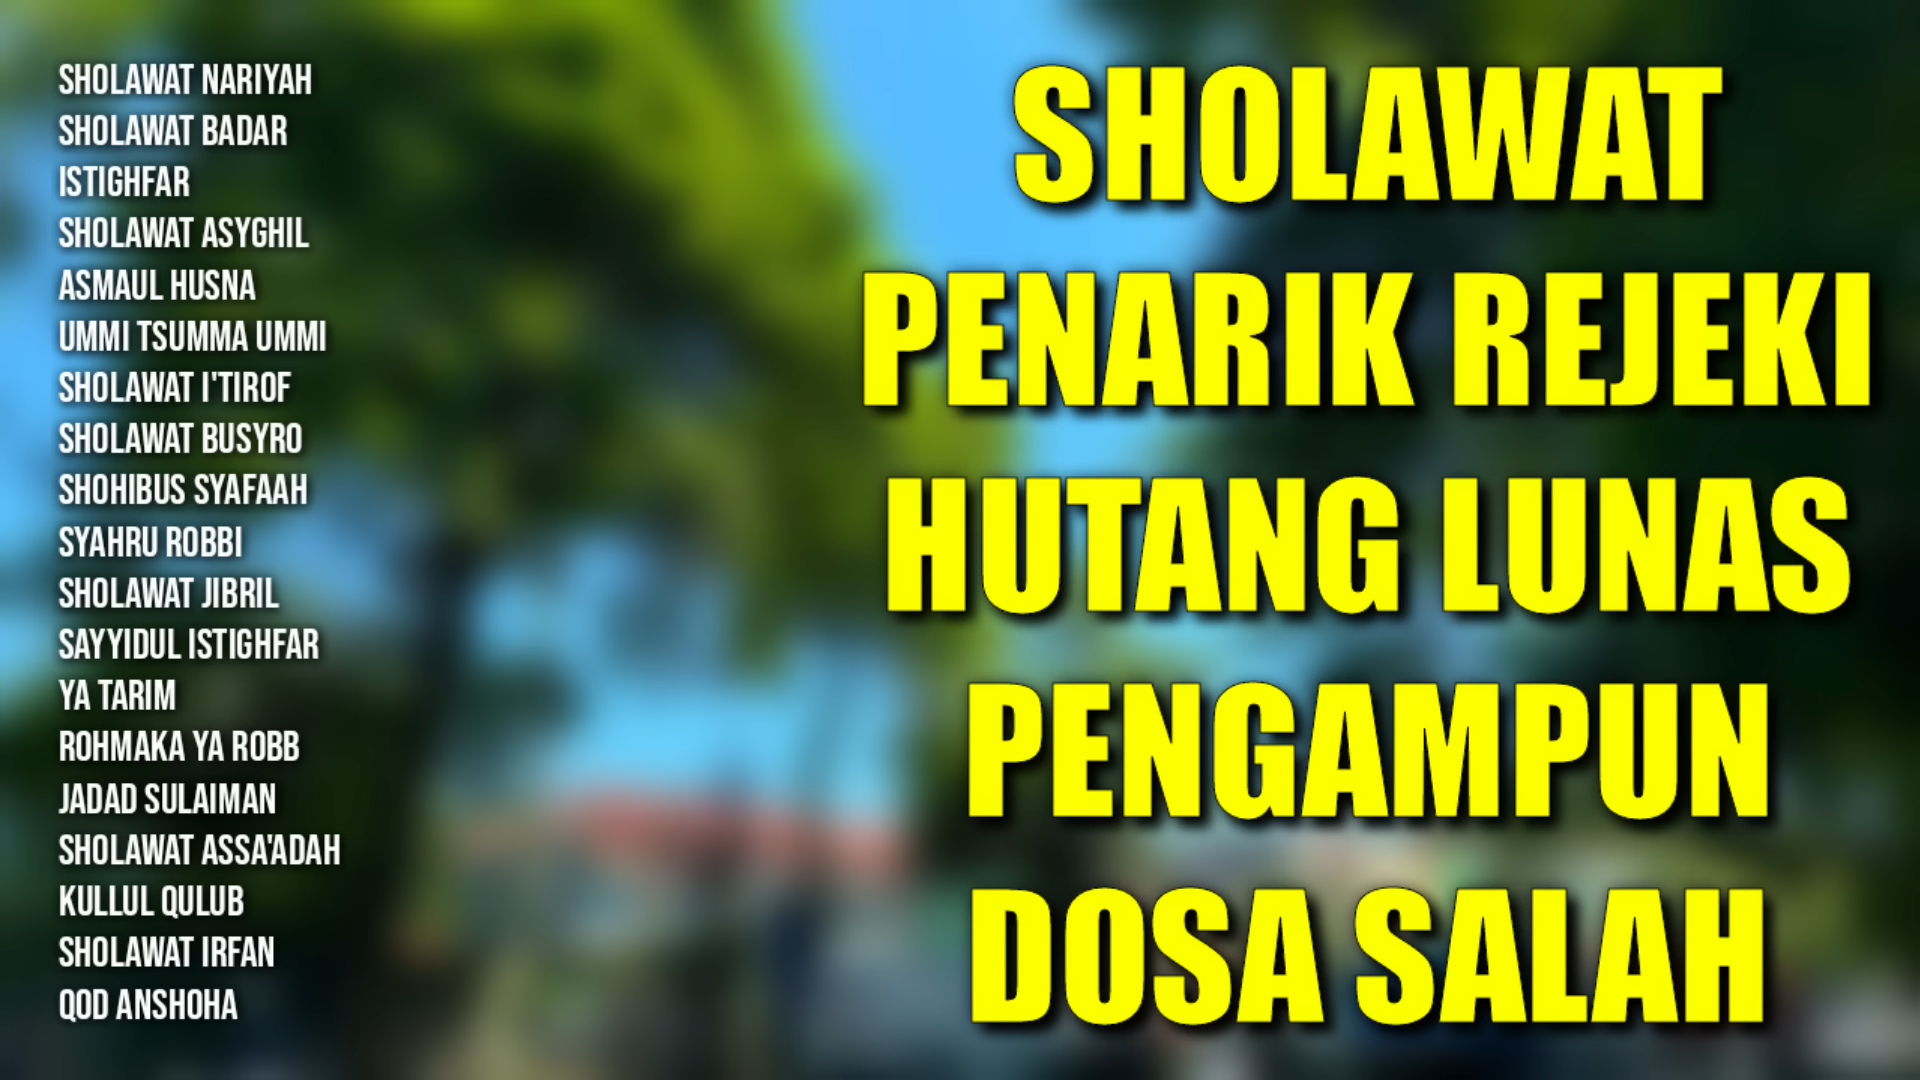 SHOLAWAT NARIYAH
SHOLAWAT BADAR
ISTIGHFAR
SHOLAWAT ASYGHIL
ASMAUL HUSNA
UMMI TSUMMA UMMI
SHOLAWAT I'TIROF
SHOLAWAT BUSYRO
SHOHIBUS SYAFAAH
SYAHRU ROBBI
SHOLAWAT JIBRIL
SAYYIDUL ISTIGHFAR
YA TARIM
ROHMAKA YA ROBB
JADAD SULAIMAN
SHOLAWAT ASSA'ADAH
KULLUL QULUB
SHOLAWAT IRFAN
QOD ANSHOHA
SHOLAWAT
PENARIK REJEKI
HUTANG LUNAS
PENGAMPUN
DOSA SALAH